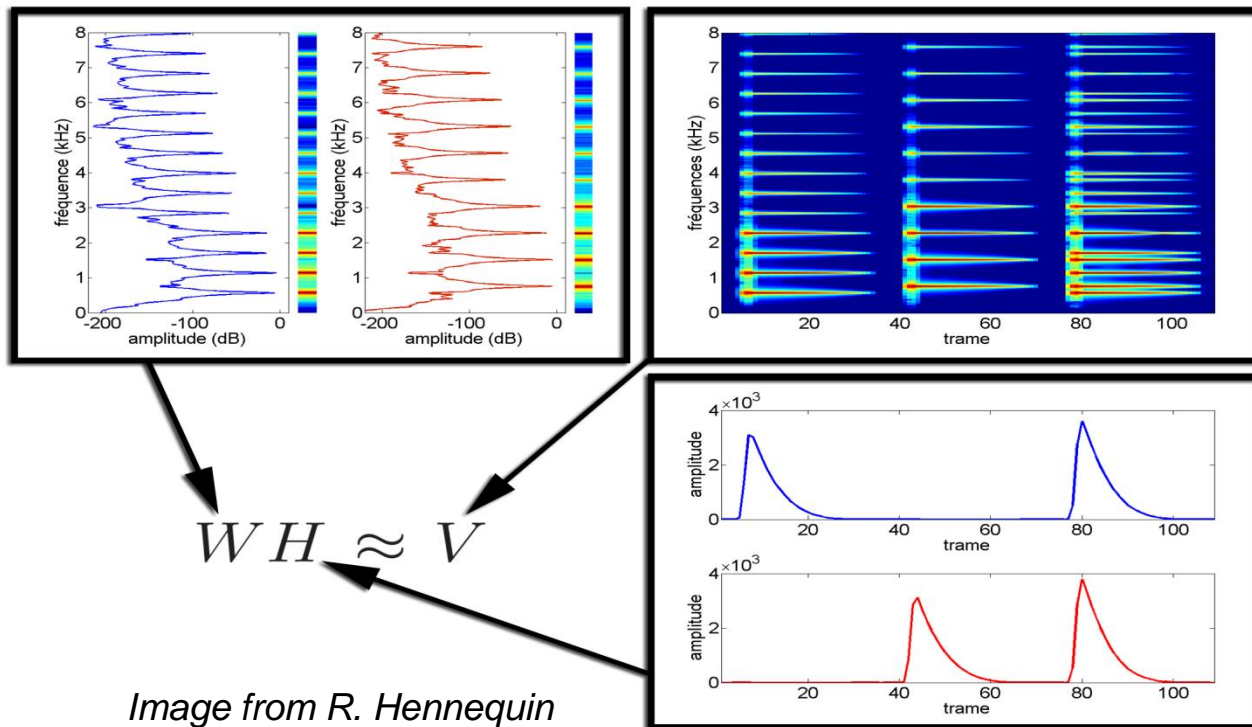 8
7
6
5
4
3
2
1
0
fréquence (kHz)
-200 -100 0
amplitude (dB)
8
7
6
5
4
3
2
1
0
fréquence (kHz)
-200 -100 0
amplitude (dB)
8
7
6
5
4
3
2
1
0
fréquences (kHz)
20 40 60 80 100
trame
W H ≈ V
×10³
4
2
0
amplitude
20 40 60 80 100
trame
×10³
4
2
0
amplitude
20 40 60 80 100
trame
Image from R. Hennequin